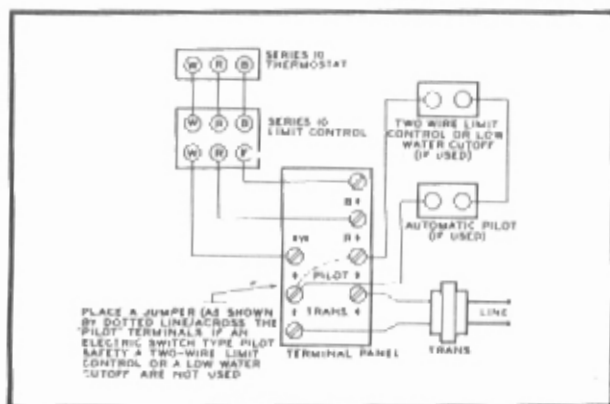 SERIES 10
THERMOSTAT
W R B
W R B
SERIES 10
LIMIT CONTROL
W R
TWO WIRE LIMIT
CONTROL OR LOW
WATER CUTOFF
(IF USED)
B
R
W
AUTOMATIC PILOT
(IF USED)
PILOT
TRANS
PLACE A JUMPER (AS SHOWN
BY DOTTED LINE) ACROSS THE
"PILOT" TERMINALS IF AN
ELECTRIC SWITCH TYPE PILOT
SAFETY A TWO-WIRE LIMIT
CONTROL OR A LOW WATER
CUTOFF ARE NOT USED
TERMINAL PANEL
TRANS
LINE